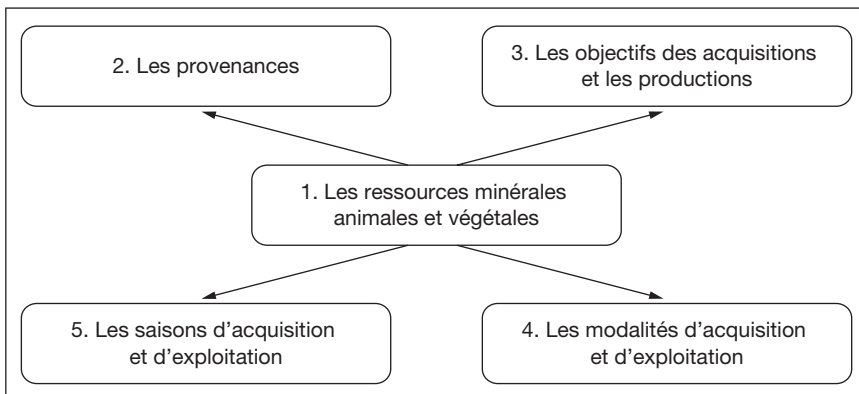 2. Les provenances
3. Les objectifs des acquisitions
et les productions
1. Les ressources minérales
animales et végétales
5. Les saisons d'acquisition
et d'exploitation
4. Les modalités d'acquisition
et d'exploitation